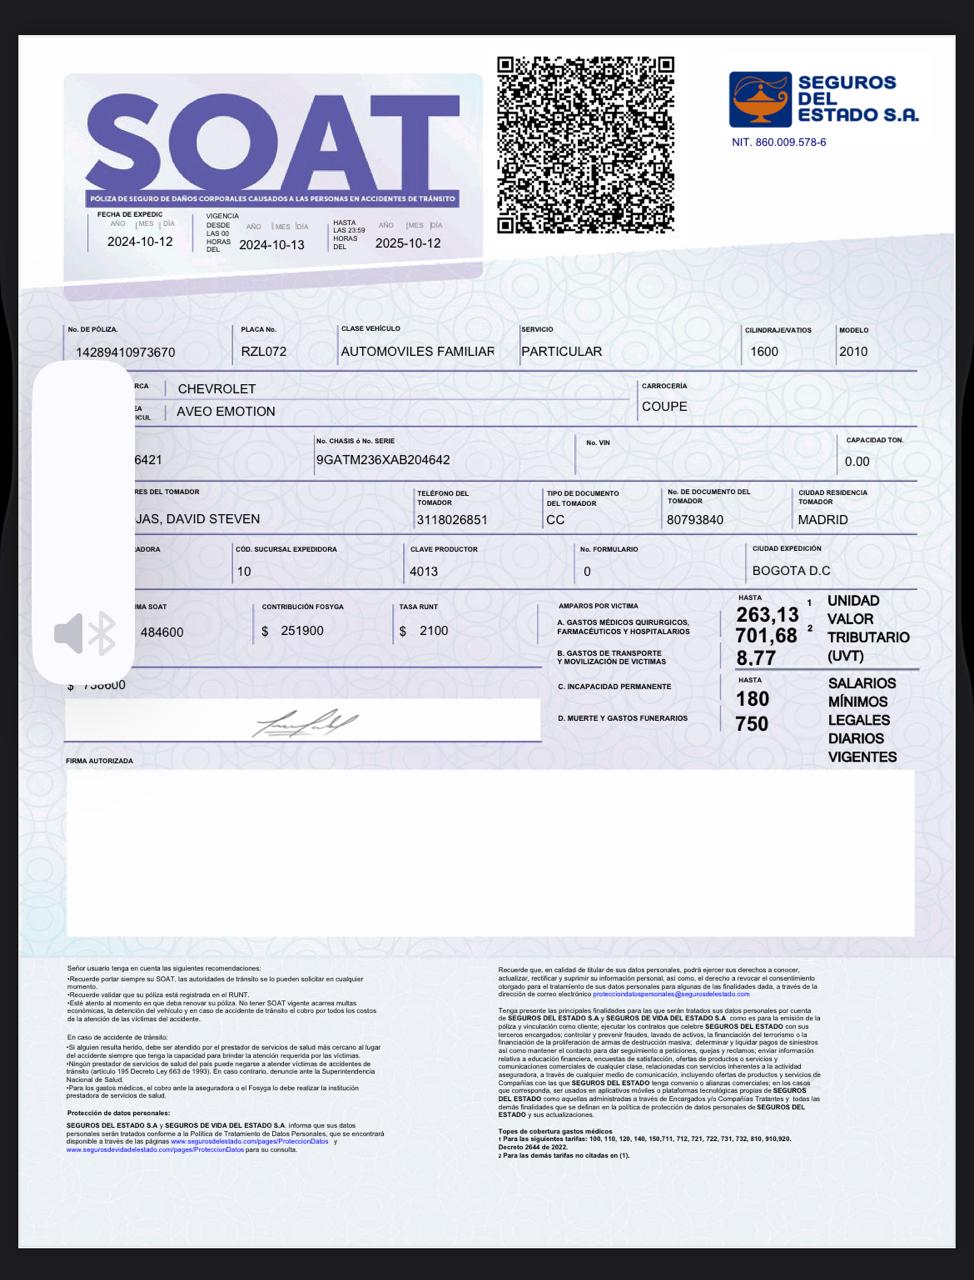 SOAT
PÓLIZA DE SEGURO DE DAÑOS CORPORALES CAUSADOS A LAS PERSONAS EN ACCIDENTES DE TRÁNSITO
FECHA DE EXPEDIC
AÑO MES DÍA
2024-10-12
VIGENCIA
DESDE
LAS 00
HORAS
DEL
AÑO MES DÍA
2024-10-13
HASTA
LAS 23:59
HORAS
DEL
AÑO MES DÍA
2025-10-12
SEGUROS
DEL
ESTADO S.A.
NIT. 860.009.578-6
No. DE PÓLIZA. PLACA No. CLASE VEHÍCULO SERVICIO CILINDRAJE/VATIOS MODELO
14289410973670 RZL072 AUTOMOVILES FAMILIAR PARTICULAR 1600 2010
RCA CHEVROLET CARROCERÍA
EA
ICUL AVEO EMOTION COUPE
No. CHASIS ó No. SERIE No. VIN CAPACIDAD TON.
6421 9GATM236XAB204642 0.00
RES DEL TOMADOR TELÉFONO DEL TOMADOR TIPO DE DOCUMENTO DEL TOMADOR No. DE DOCUMENTO DEL TOMADOR CIUDAD RESIDENCIA TOMADOR
JAS, DAVID STEVEN 3118026851 CC 80793840 MADRID
ADORA CÓD. SUCURSAL EXPEDIDORA CLAVE PRODUCTOR No. FORMULARIO CIUDAD EXPEDICIÓN
10 4013 0 BOGOTA D.C
IMA SOAT CONTRIBUCIÓN FOSYGA TASA RUNT
484600 $ 251900 $ 2100
$ 738600
FIRMA AUTORIZADA
AMPAROS POR VICTIMA
A. GASTOS MÉDICOS QUIRURGICOS,
FARMACÉUTICOS Y HOSPITALARIOS
B. GASTOS DE TRANSPORTE
Y MOVILIZACIÓN DE VICTIMAS
C. INCAPACIDAD PERMANENTE
D. MUERTE Y GASTOS FUNERARIOS
HASTA
263,13 1
701,68 2
8.77
UNIDAD
VALOR
TRIBUTARIO
(UVT)
HASTA
180
750
SALARIOS
MÍNIMOS
LEGALES
DIARIOS
VIGENTES
Señor usuario tenga en cuenta las siguientes recomendaciones:
•Recuerde portar siempre su SOAT, las autoridades de tránsito se lo pueden solicitar en cualquier
momento.
•Recuerde validar que su póliza está registrada en el RUNT.
•Esté atento al momento en que deba renovar su póliza. No tener SOAT vigente acarrea multas
económicas, la detención del vehículo y en caso de accidente de tránsito el cobro por todos los costos
de la atención de las víctimas del accidente.
En caso de accidente de tránsito:
•Si alguien resulta herido, debe ser atendido por el prestador de servicios de salud más cercano al lugar
del accidente siempre que tenga la capacidad para brindar la atención requerida por las víctimas.
•Ningún prestador de servicios de salud del país puede negarse a atender víctimas de accidentes de
tránsito (artículo 195 Decreto Ley 663 de 1993). En caso contrario, denuncie ante la Superintendencia
Nacional de Salud.
•Para los gastos médicos, el cobro ante la aseguradora o el Fosyga lo debe realizar la institución
prestadora de servicios de salud.
Protección de datos personales:
SEGUROS DEL ESTADO S.A y SEGUROS DE VIDA DEL ESTADO S.A. informa que sus datos
personales serán tratados conforme a la Política de Tratamiento de Datos Personales, que se encontrará
disponible a través de las páginas www.segurosdelestado.com/pages/ProteccionDatos y
www.segurosdevidadelestado.com/pages/ProteccionDatos para su consulta.
Recuerde que, en calidad de titular de sus datos personales, podrá ejercer sus derechos a conocer,
actualizar, rectificar y suprimir su información personal, así como, el derecho a revocar el consentimiento
otorgado para el tratamiento de sus datos personales para algunas de las finalidades dada, a través de la
dirección de correo electrónico protecciondatospersonales@segurosdelestado.com
Tenga presente las principales finalidades para las que serán tratados sus datos personales por cuenta
de SEGUROS DEL ESTADO S.A y SEGUROS DE VIDA DEL ESTADO S.A como es para la emisión de la
póliza y vinculación como cliente; ejecutar los contratos que celebre SEGUROS DEL ESTADO con sus
terceros encargados; controlar y prevenir fraudes, lavado de activos, la financiación del terrorismo o la
financiación de la proliferación de armas de destrucción masiva; determinar y liquidar pagos de siniestros
así como mantener el contacto para dar seguimiento a peticiones, quejas y reclamos; enviar información
relativa a educación financiera, encuestas de satisfacción, ofertas de productos o servicios y
comunicaciones comerciales de cualquier clase, relacionadas con servicios inherentes a la actividad
aseguradora, a través de cualquier medio de comunicación, incluyendo ofertas de productos y servicios de
Compañías con las que SEGUROS DEL ESTADO tenga convenio o alianzas comerciales; en los casos
que corresponda, ser usados en aplicativos móviles o plataformas tecnológicas propias de SEGUROS
DEL ESTADO como aquellas administradas a través de Encargados y/o Compañías Tratantes y todas las
demás finalidades que se definan en la política de protección de datos personales de SEGUROS DEL
ESTADO y sus actualizaciones.
Topes de cobertura gastos médicos
1 Para las siguientes tarifas: 100, 110, 120, 140, 150,711, 712, 721, 722, 731, 732, 810, 910,920.
Decreto 2644 de 2022.
2 Para las demás tarifas no citadas en (1).